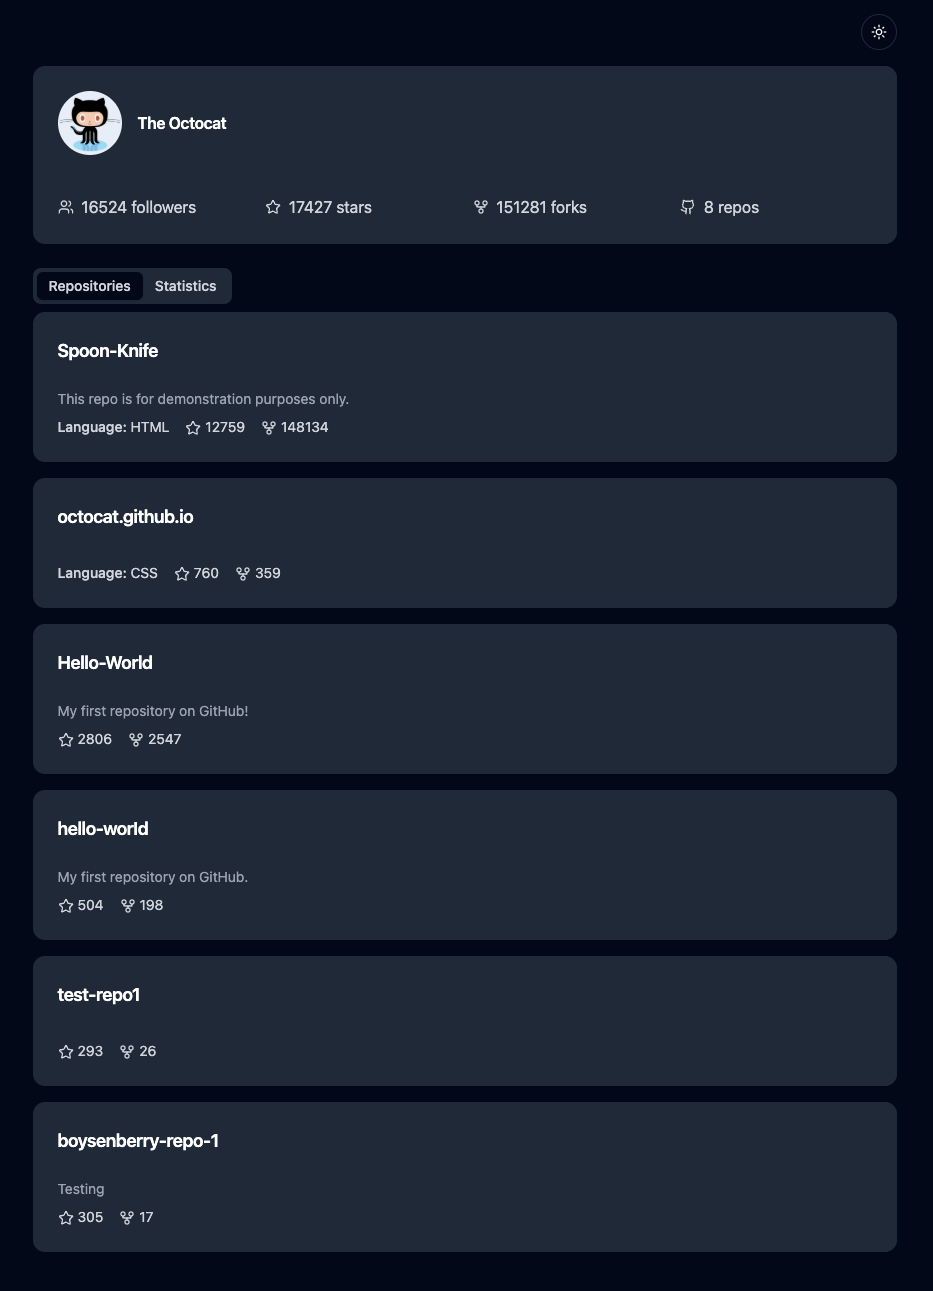 The Octocat
16524 followers 17427 stars 151281 forks 8 repos
Repositories Statistics
Spoon-Knife
This repo is for demonstration purposes only.
Language: HTML 12759 148134
octocat.github.io
Language: CSS 760 359
Hello-World
My first repository on GitHub!
2806 2547
hello-world
My first repository on GitHub.
504 198
test-repo1
293 26
boysenberry-repo-1
Testing
305 17